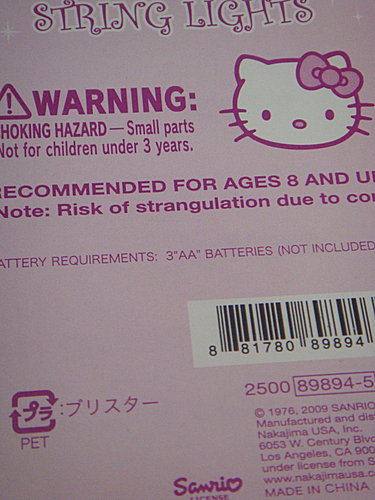 STRING LIGHTS
WARNING:
HOKING HAZARD — Small parts
Not for children under 3 years.
RECOMMENDED FOR AGES 8 AND U
Note: Risk of strangulation due to co
ATTERY REQUIREMENTS: 3"AA" BATTERIES (NOT INCLUDED
8 81780 89894
2500 89894-5
プラ:ブリスター
PET
© 1976, 2009 SANRIO
Manufactured and dis
Nakajima USA, Inc.
6053 W. Century Blvd
Los Angeles, CA 900
under license from S
www.nakajimausa.
MADE IN CHINA
Sanrio
LICENSE